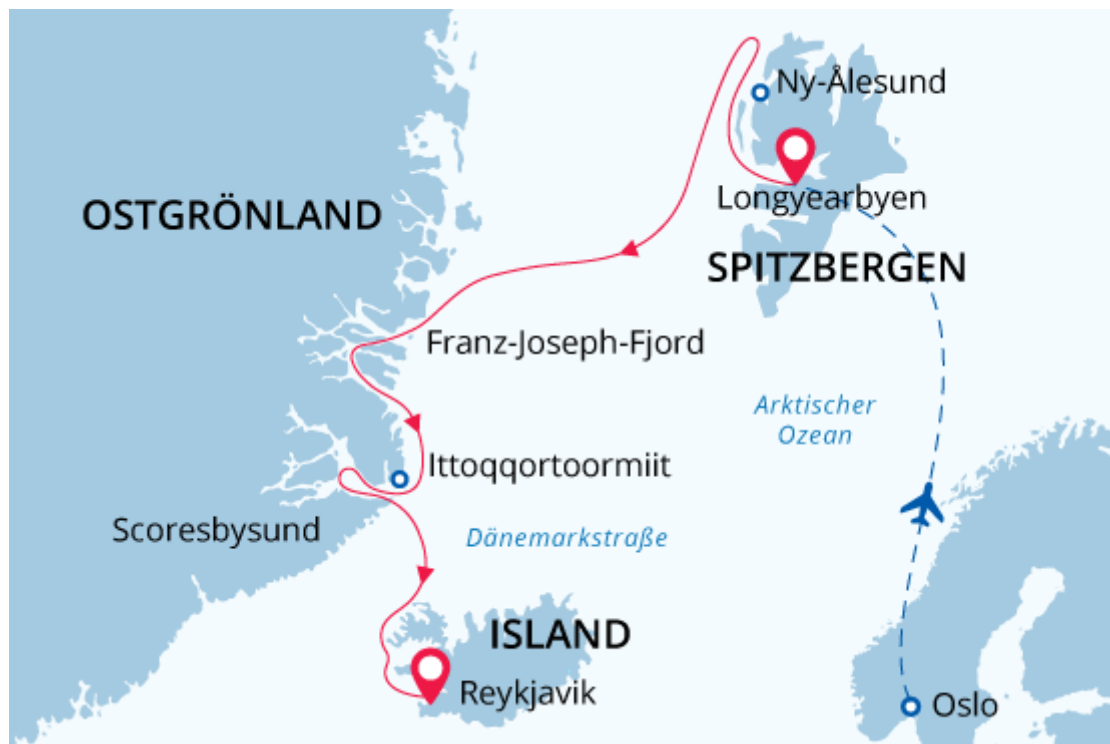 Ny-Ålesund
Longyearbyen
OSTGRÖNLAND
SPITZBERGEN
Franz-Joseph-Fjord
Arktischer
Ozean
Ittoqqortoormiit
Scoresbysund
Dänemarkstraße
ISLAND
Reykjavik
Oslo